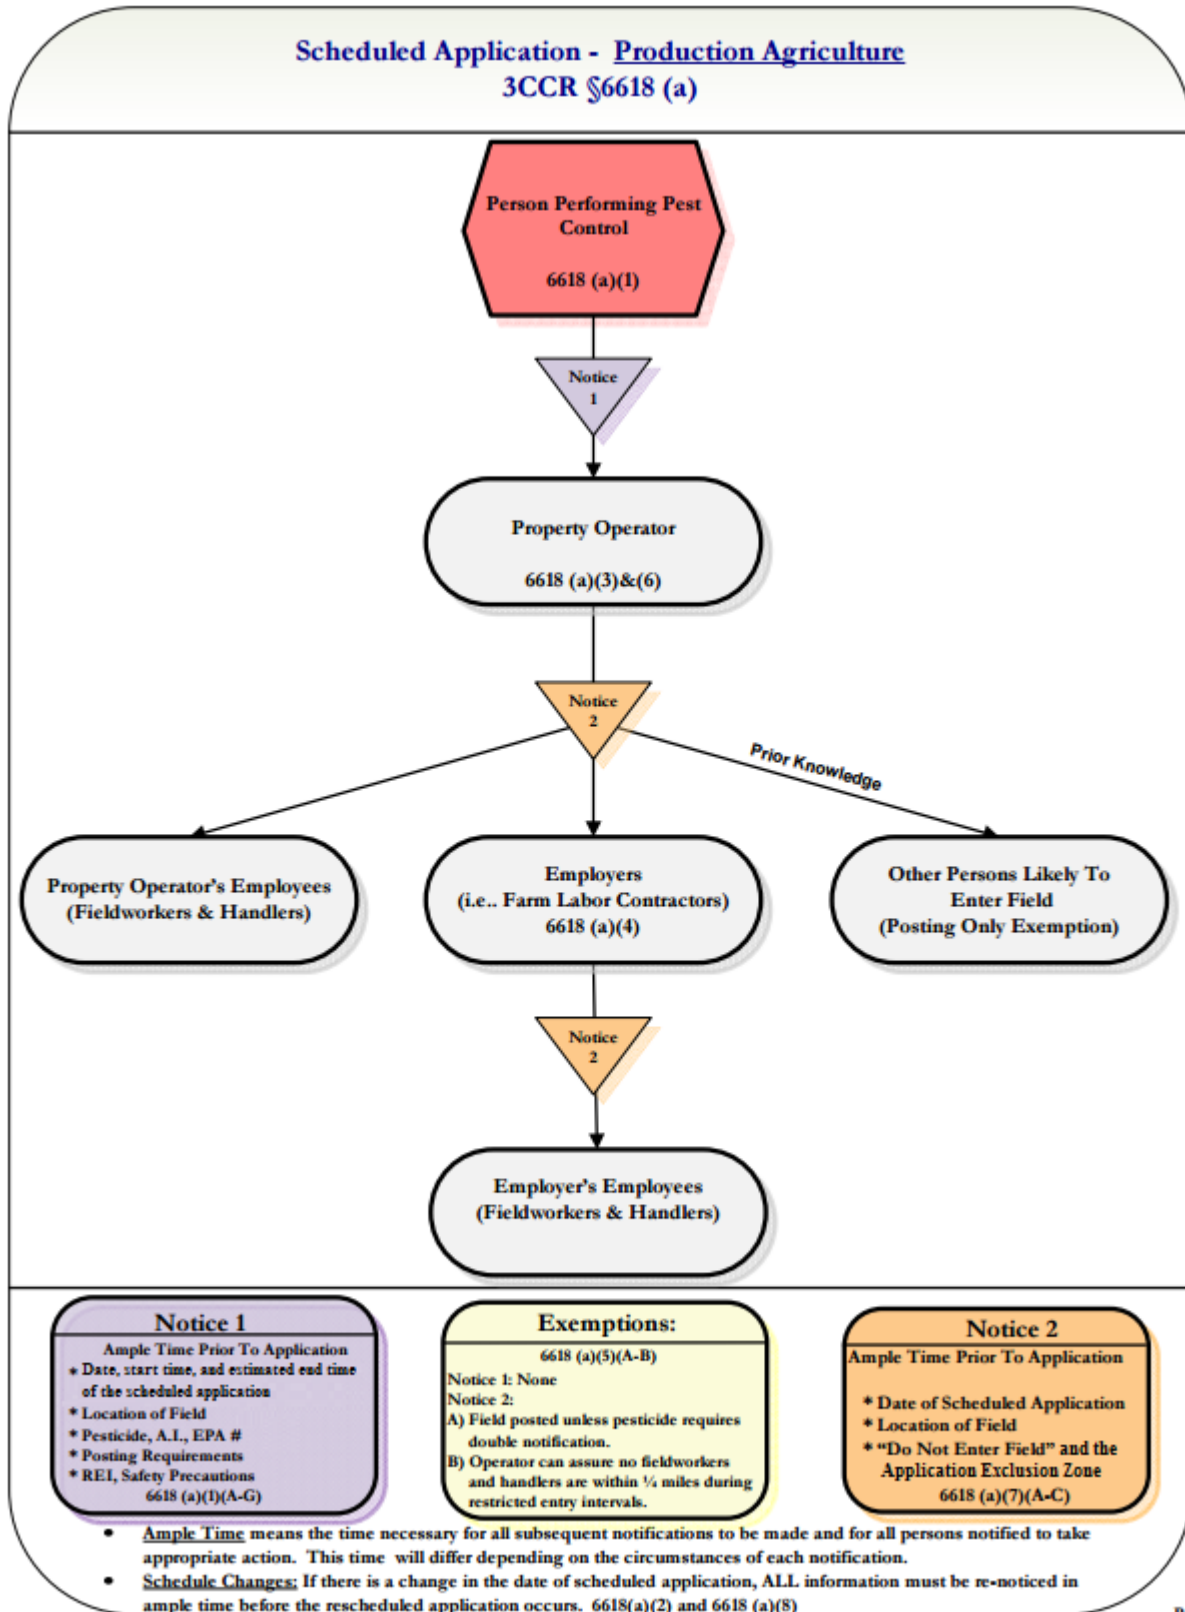 Scheduled Application - Production Agriculture
3CCR §6618 (a)
Person Performing Pest
Control
6618 (a)(1)
Notice
1
Property Operator
6618 (a)(3)&(6)
Notice
2
Prior Knowledge
Property Operator's Employees
(Fieldworkers & Handlers)
Employers
(i.e.. Farm Labor Contractors)
6618 (a)(4)
Other Persons Likely To
Enter Field
(Posting Only Exemption)
Notice
2
Employer's Employees
(Fieldworkers & Handlers)
Notice 1
Ample Time Prior To Application
* Date, start time, and estimated end time
of the scheduled application
* Location of Field
* Pesticide, A.I., EPA #
* Posting Requirements
* REI, Safety Precautions
6618 (a)(1)(A-G)
Exemptions:
6618 (a)(5)(A-B)
Notice 1: None
Notice 2:
A) Field posted unless pesticide requires
double notification.
B) Operator can assure no fieldworkers
and handlers are within ¼ miles during
restricted entry intervals.
Notice 2
Ample Time Prior To Application
* Date of Scheduled Application
* Location of Field
* "Do Not Enter Field" and the
Application Exclusion Zone
6618 (a)(7)(A-C)
• Ample Time means the time necessary for all subsequent notifications to be made and for all persons notified to take
appropriate action. This time will differ depending on the circumstances of each notification.
• Schedule Changes: If there is a change in the date of scheduled application, ALL information must be re-noticed in
ample time before the rescheduled application occurs. 6618(a)(2) and 6618 (a)(8)